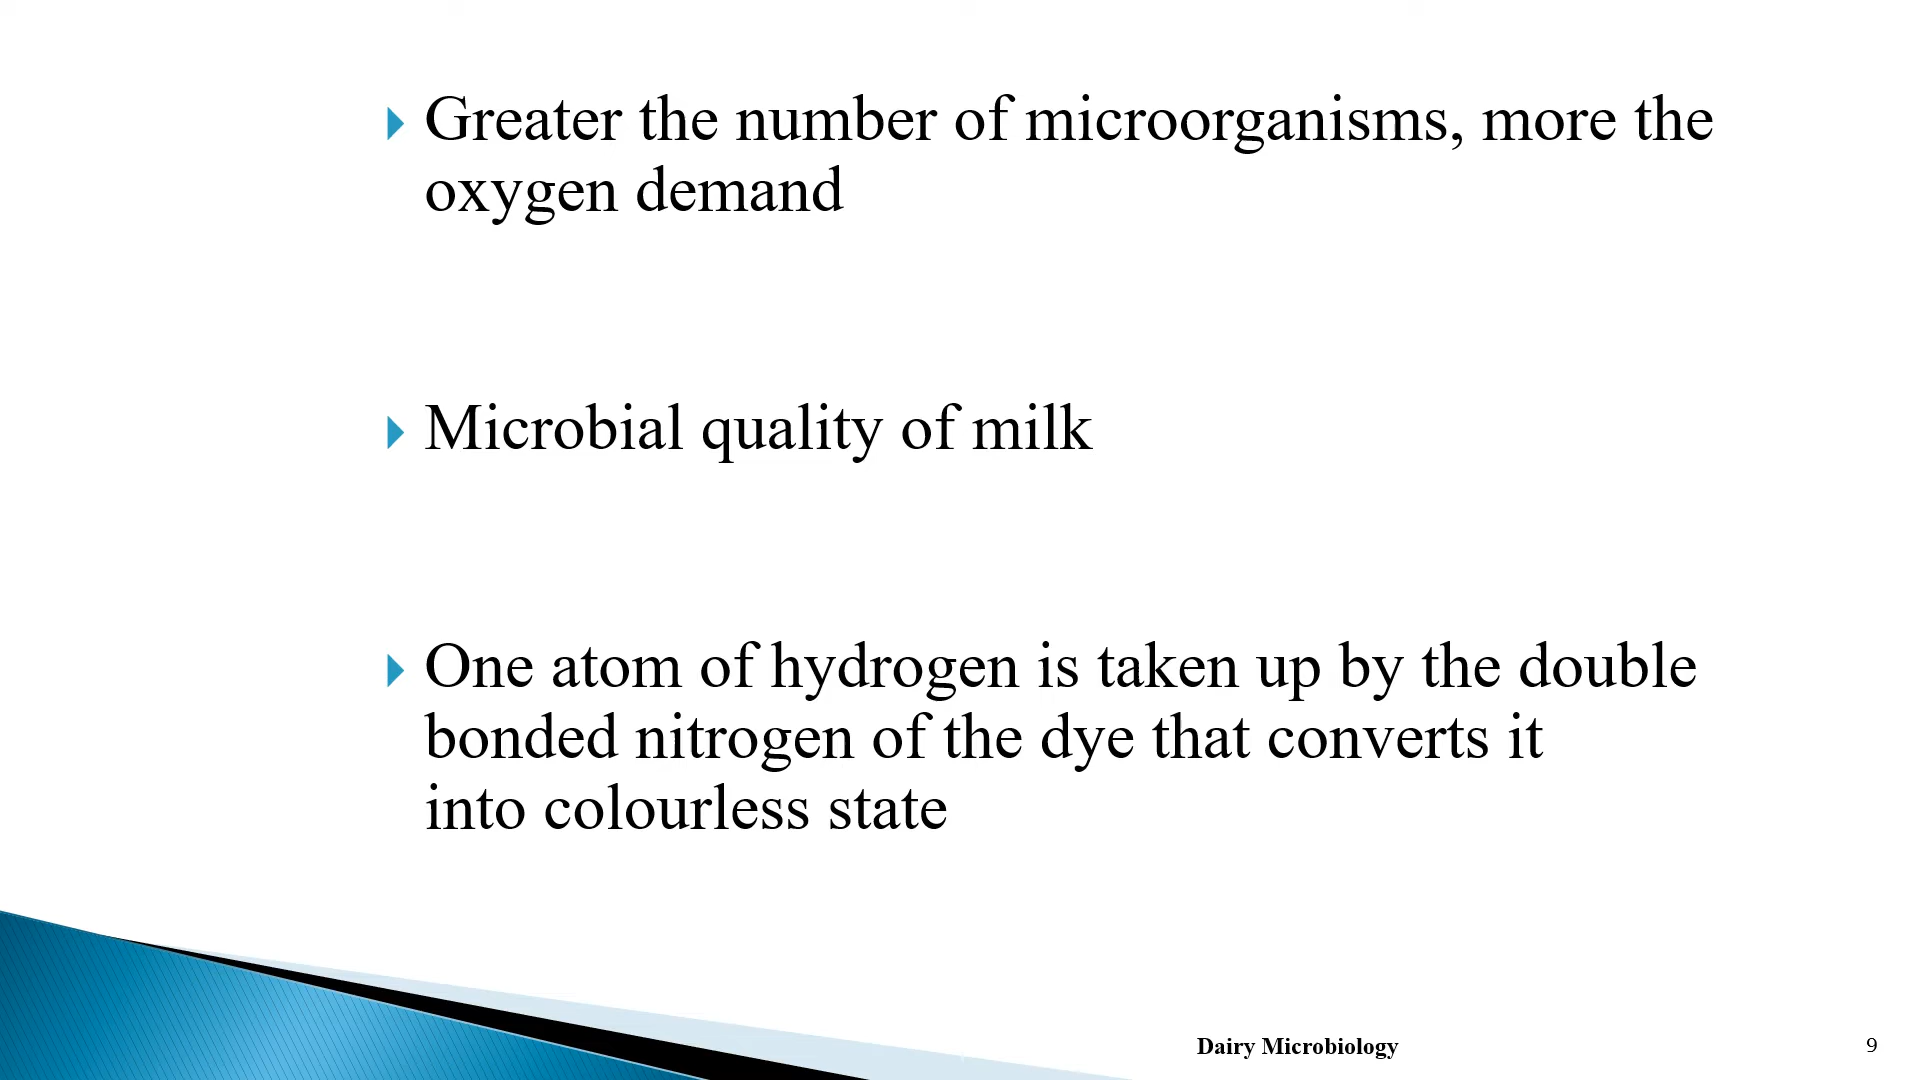 Greater the number of microorganisms, more the
oxygen demand
Microbial quality of milk
One atom of hydrogen is taken up by the double
bonded nitrogen of the dye that converts it
into colourless state
Dairy Microbiology
9